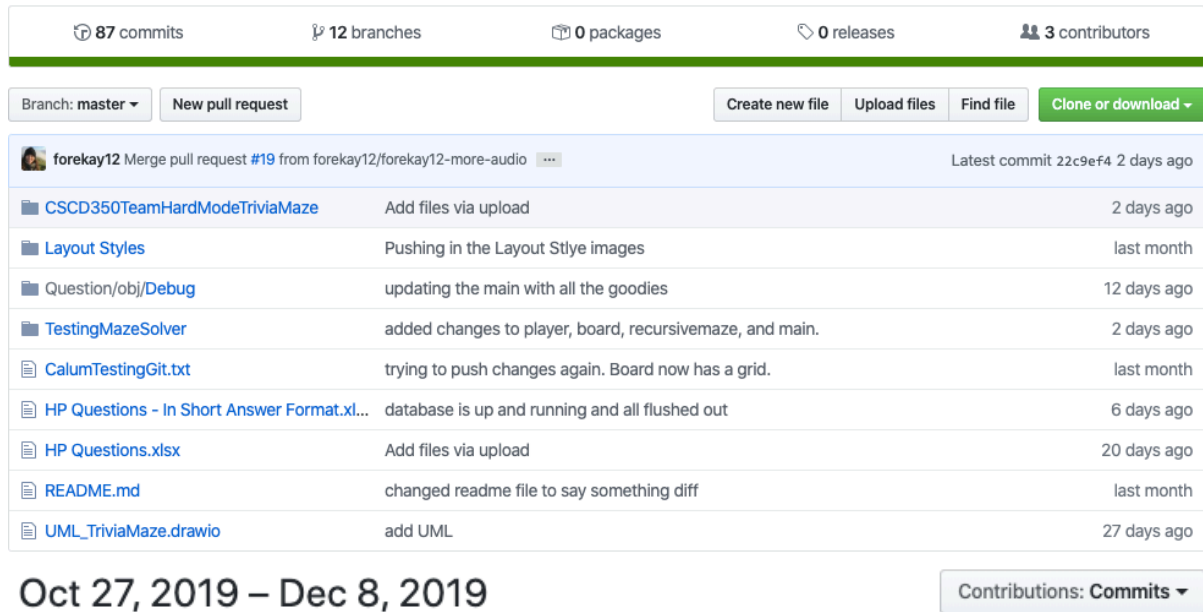 87 commits 12 branches 0 packages 0 releases 3 contributors
Branch: master New pull request Create new file Upload files Find file Clone or download
forekay12 Merge pull request #19 from forekay12/forekay12-more-audio ... Latest commit 22c9ef4 2 days ago
CSCD350TeamHardModeTriviaMaze Add files via upload 2 days ago
Layout Styles Pushing in the Layout Stlye images last month
Question/obj/Debug updating the main with all the goodies 12 days ago
TestingMazeSolver added changes to player, board, recursivemaze, and main. 2 days ago
CalumTestingGit.txt trying to push changes again. Board now has a grid. last month
HP Questions - In Short Answer Format.xl... database is up and running and all flushed out 6 days ago
HP Questions.xlsx Add files via upload 20 days ago
README.md changed readme file to say something diff last month
UML_TriviaMaze.drawio add UML 27 days ago
Oct 27, 2019 – Dec 8, 2019 Contributions: Commits